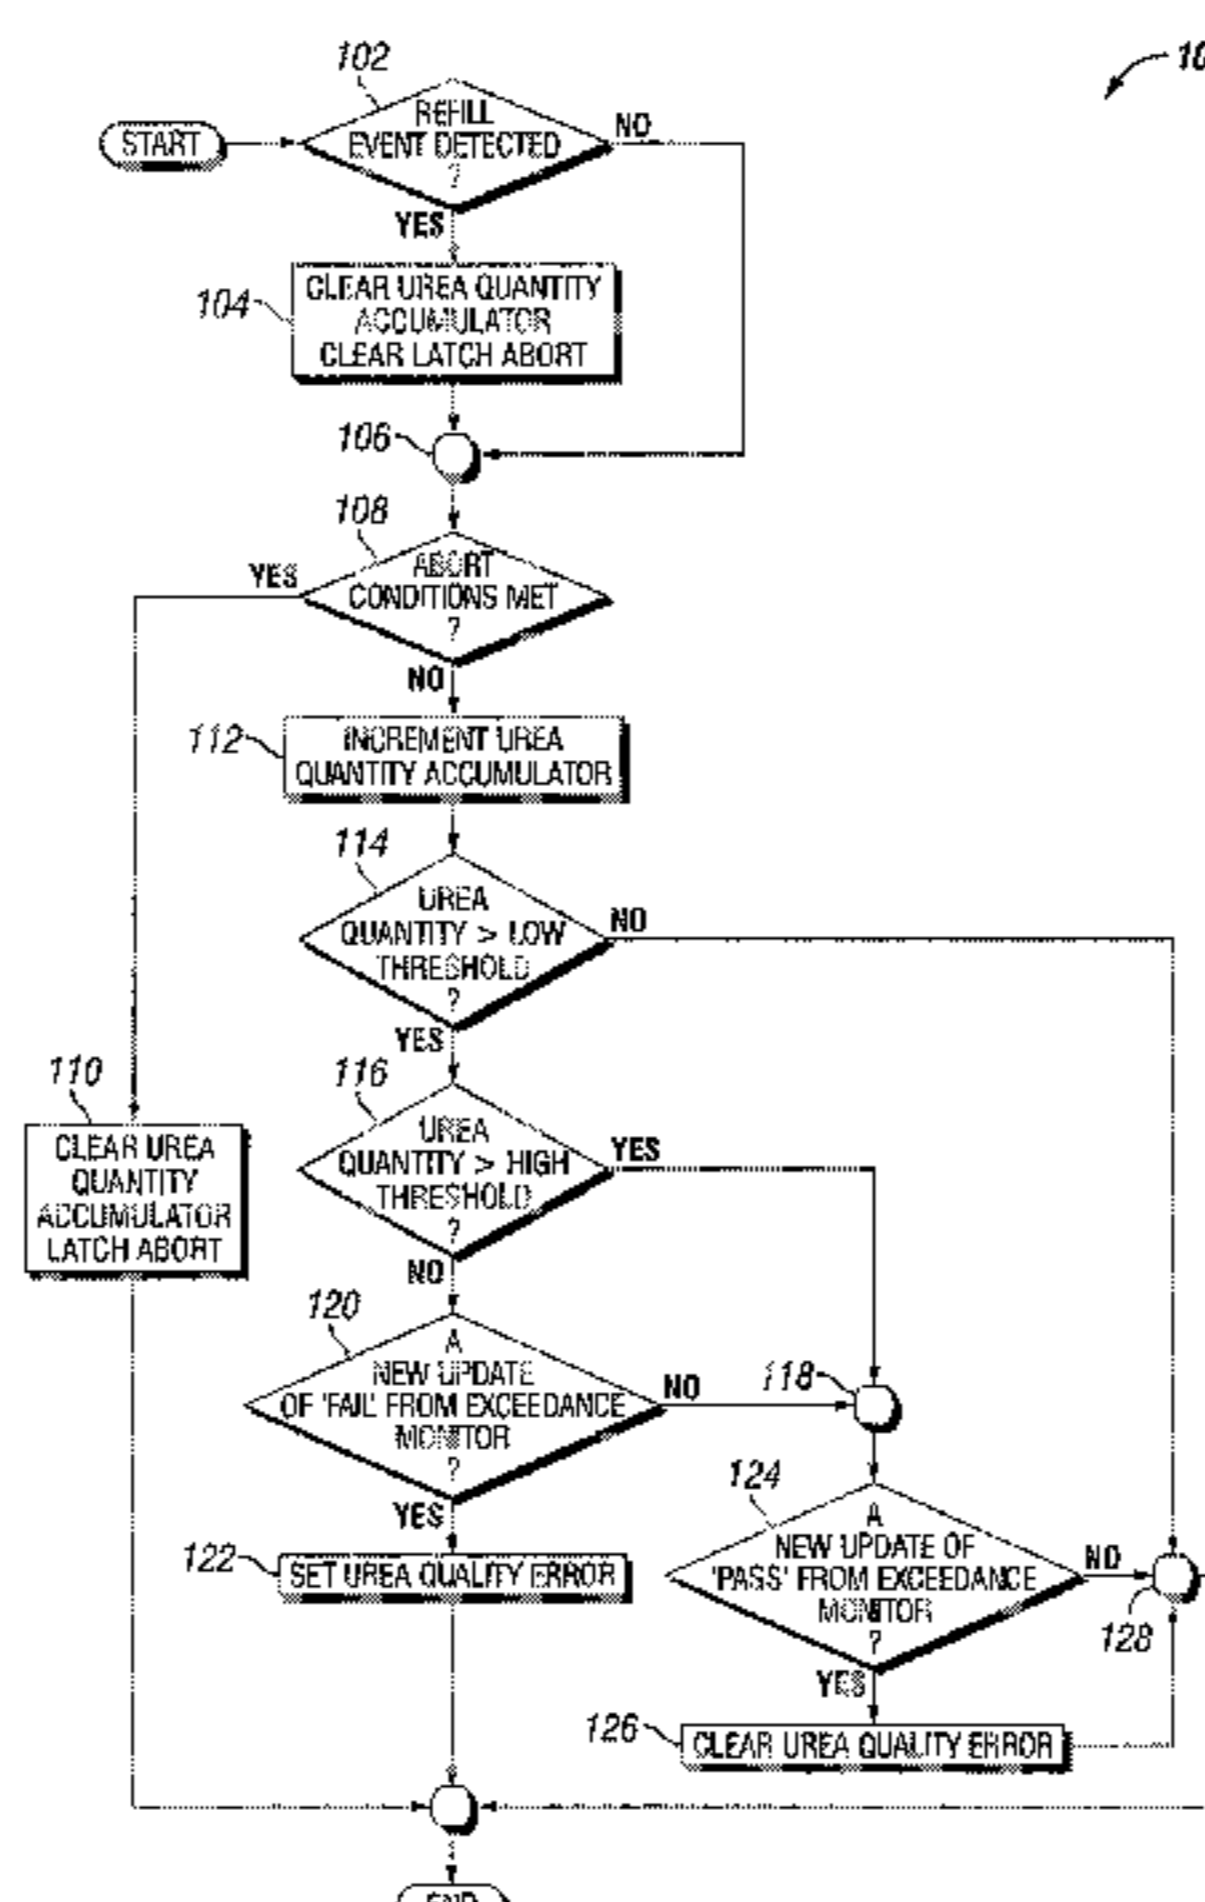 102
10
START
REFILL
EVENT DETECTED
?
NO
YES
104
CLEAR UREA QUANTITY
ACCUMULATOR
CLEAR LATCH ABORT
106
108
YES
ABORT
CONDITIONS MET
?
NO
112
INCREMENT UREA
QUANTITY ACCUMULATOR
114
UREA
QUANTITY > LOW
THRESHOLD
?
NO
YES
110
116
CLEAR UREA
QUANTITY
ACCUMULATOR
LATCH ABORT
UREA
QUANTITY > HIGH
THRESHOLD
?
YES
NO
120
A
NEW UPDATE
OF 'FAIL' FROM EXCEEDANCE
MONITOR
?
NO
118
YES
122
SET UREA QUALITY ERROR
124
A
NEW UPDATE OF
'PASS' FROM EXCEEDANCE
MONITOR
?
NO
128
YES
126
CLEAR UREA QUALITY ERROR
END